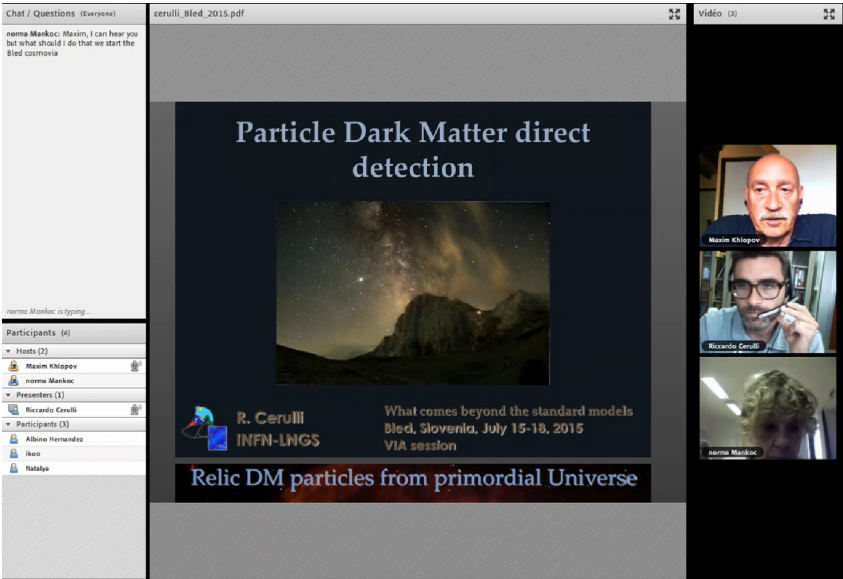 Chat / Questions (Everyone)
norma Mankoc: Maxim, I can hear you
but what should I do that we start the
Bled cosmovia
norma Mankoc is typing...
Participants (6)
Hosts (2)
Maxim Khlopov
norma Mankoc
Presenters (1)
Riccardo Cerulli
Participants (3)
Albino Hernandez
ikeo
Natalya
cerulli_Bled_2015.pdf
Particle Dark Matter direct
detection
R. Cerulli
INFN-LNGS
What comes beyond the standard models
Bled, Slovenia, July 15-18, 2015
VIA session
Relic DM particles from primordial Universe
Vidéo (3)
Maxim Khlopov
Riccardo Cerulli
norma Mankoc